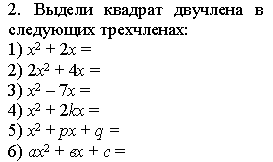 2. Выдели квадрат двучлена в
следующих трехчленах:
1) x² + 2x =
2) 2x² + 4x =
3) x² – 7x =
4) x² + 2kx =
5) x² + px + q =
6) ax² + вx + c =